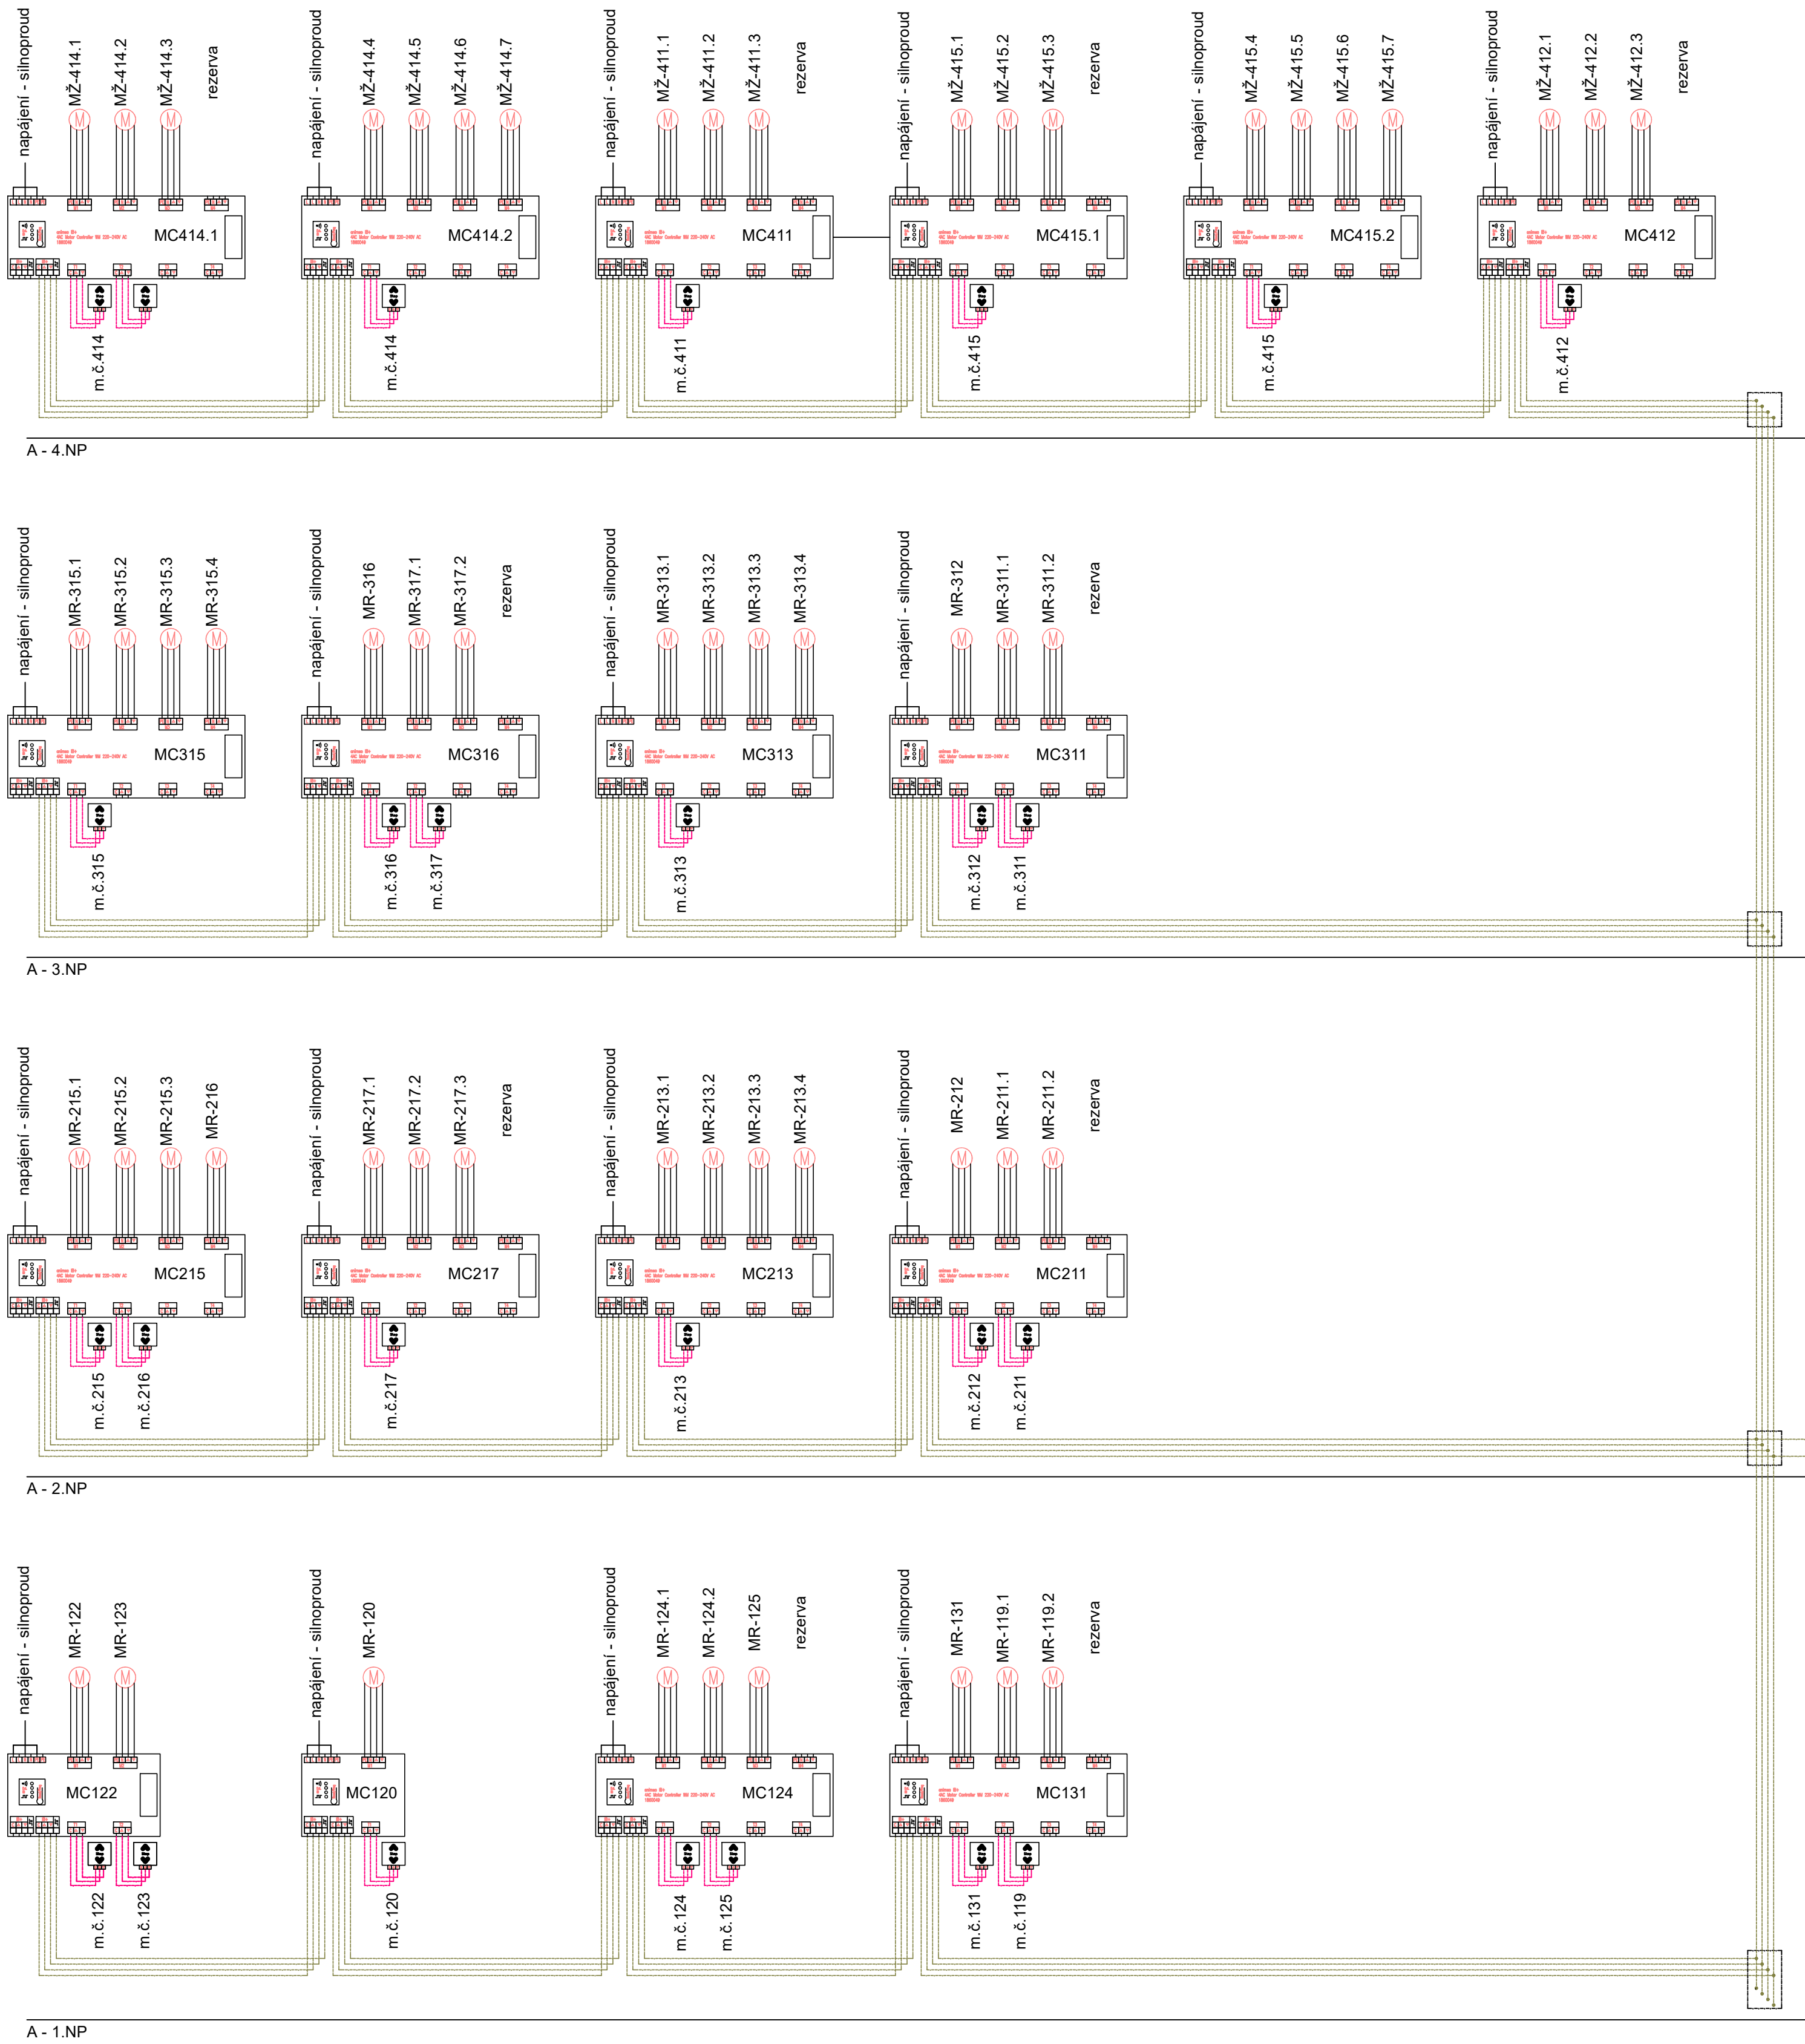 napájení - silnoproud
MŽ-414.1
MŽ-414.2
MŽ-414.3
rezerva
napájení - silnoproud
MŽ-414.4
MŽ-414.5
MŽ-414.6
MŽ-414.7
napájení - silnoproud
MŽ-411.1
MŽ-411.2
MŽ-411.3
rezerva
napájení - silnoproud
MŽ-415.1
MŽ-415.2
MŽ-415.3
rezerva
napájení - silnoproud
MŽ-415.4
MŽ-415.5
MŽ-415.6
MŽ-415.7
napájení - silnoproud
MŽ-412.1
MŽ-412.2
MŽ-412.3
rezerva
MC414.1
MC414.2
MC411
MC415.1
MC415.2
MC412
m.č.414
m.č.414
m.č.411
m.č.415
m.č.415
m.č.412
A - 4.NP
napájení - silnoproud
MR-315.1
MR-315.2
MR-315.3
MR-315.4
napájení - silnoproud
MR-316
MR-317.1
MR-317.2
rezerva
napájení - silnoproud
MR-313.1
MR-313.2
MR-313.3
MR-313.4
napájení - silnoproud
MR-312
MR-311.1
MR-311.2
rezerva
MC315
MC316
MC313
MC311
m.č.315
m.č.316
m.č.317
m.č.313
m.č.312
m.č.311
A - 3.NP
napájení - silnoproud
MR-215.1
MR-215.2
MR-215.3
MR-216
napájení - silnoproud
MR-217.1
MR-217.2
MR-217.3
rezerva
napájení - silnoproud
MR-213.1
MR-213.2
MR-213.3
MR-213.4
napájení - silnoproud
MR-212
MR-211.1
MR-211.2
rezerva
MC215
MC217
MC213
MC211
m.č.215
m.č.216
m.č.217
m.č.213
m.č.212
m.č.211
A - 2.NP
napájení - silnoproud
MR-122
MR-123
napájení - silnoproud
MR-120
napájení - silnoproud
MR-124.1
MR-124.2
MR-125
rezerva
napájení - silnoproud
MR-131
MR-119.1
MR-119.2
rezerva
MC122
MC120
MC124
MC131
m.č.122
m.č.123
m.č.120
m.č.124
m.č.125
m.č.131
m.č.119
A - 1.NP